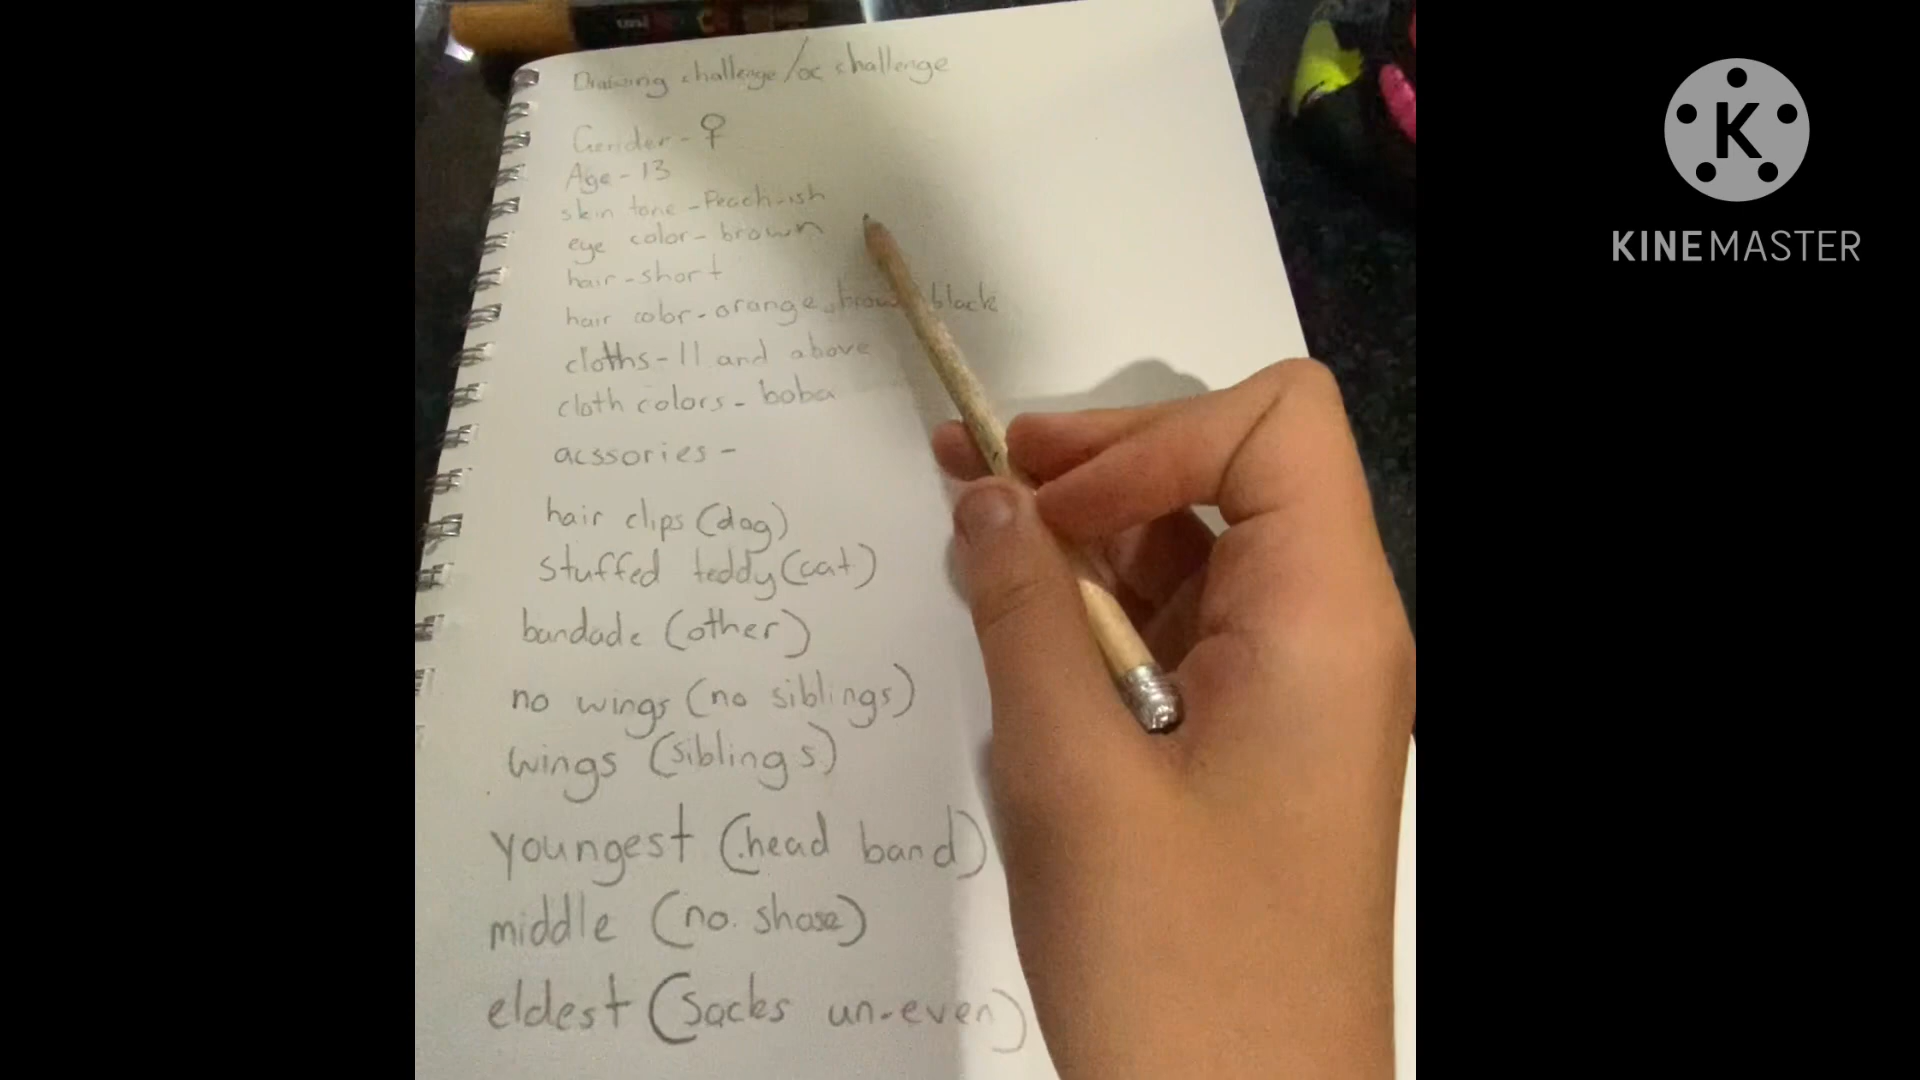 Drawing challenge/oc challenge
Gender - ♀
Age - 13
skin tone - Peach-ish
eye color - brown
hair - short
hair color - orange, brown, black
cloths - 11 and above
cloth colors - boba
acssories -
hair clips (dog)
stuffed teddy (cat)
bandade (other)
no wings (no siblings)
wings (siblings)
youngest (head band)
middle (no shose)
eldest (socks un-even)
K
KINEMASTER